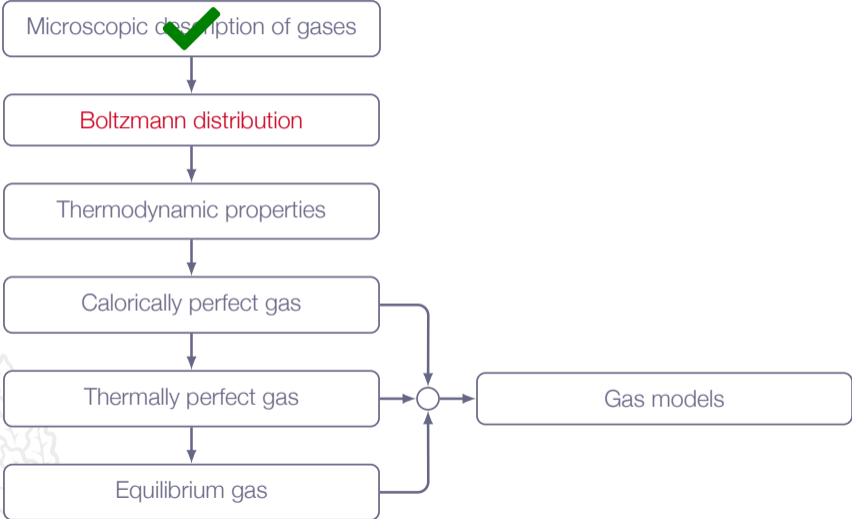 Microscopic description of gases
Boltzmann distribution
Thermodynamic properties
Calorically perfect gas
Thermally perfect gas
Gas models
Equilibrium gas